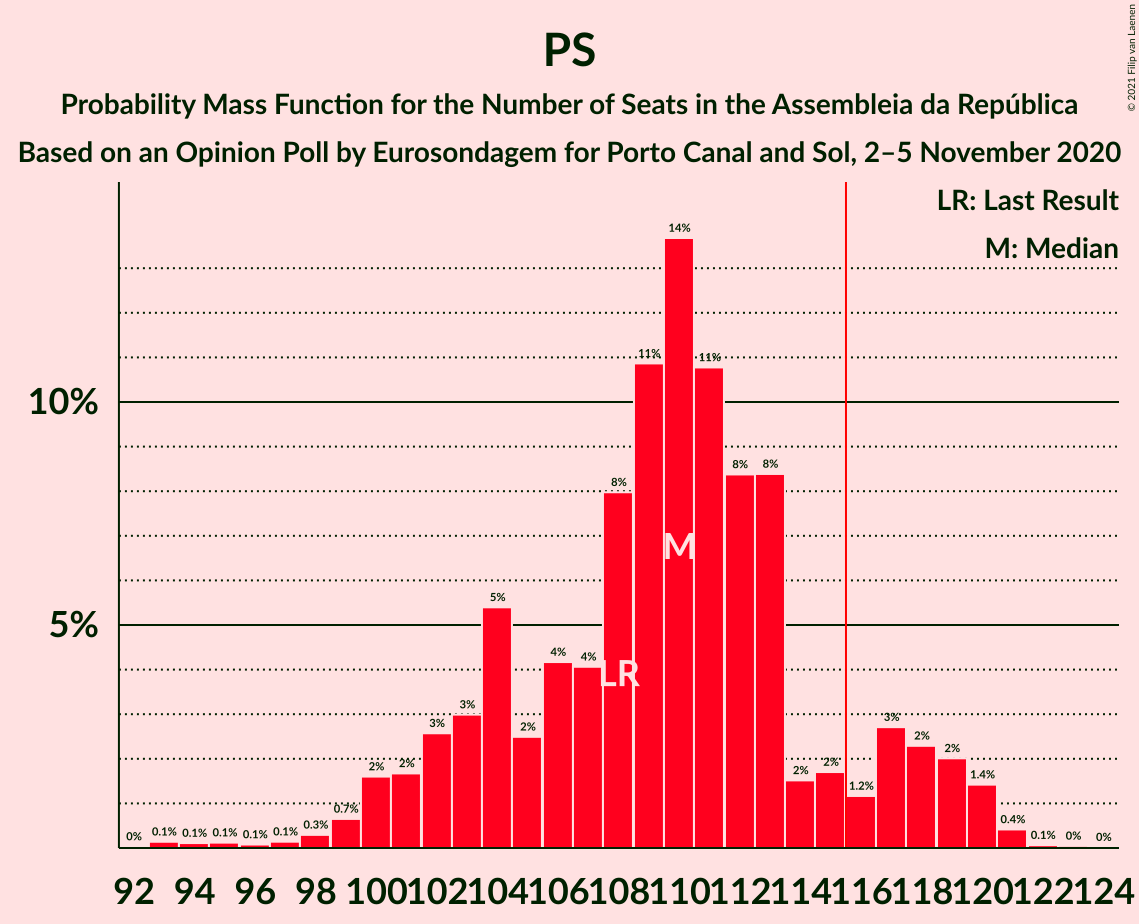 PS
Probability Mass Function for the Number of Seats in the Assembleia da República
Based on an Opinion Poll by Eurosondagem for Porto Canal and Sol, 2–5 November 2020
© 2021 Filip van Laenen
LR: Last Result
M: Median
10%
5%
0% 0.1% 0.1% 0.1% 0.1% 0.1% 0.3% 0.7% 2% 2% 3% 3% 5% 2% 4% 4% 8% 11% 14% 11% 8% 8% 2% 2% 1.2% 3% 2% 2% 1.4% 0.4% 0.1% 0% 0%
LR
M
92 94 96 98 100 102 104 106 108 110 112 114 116 118 120 122 124